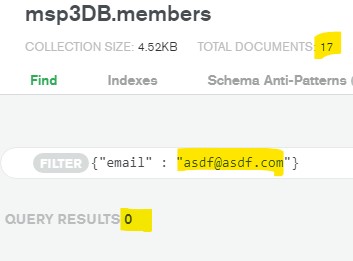 msp3DB.members
COLLECTION SIZE: 4.52KB TOTAL DOCUMENTS: 17
Find Indexes Schema Anti-Patterns (
FILTER {"email" : "asdf@asdf.com"}
QUERY RESULTS 0